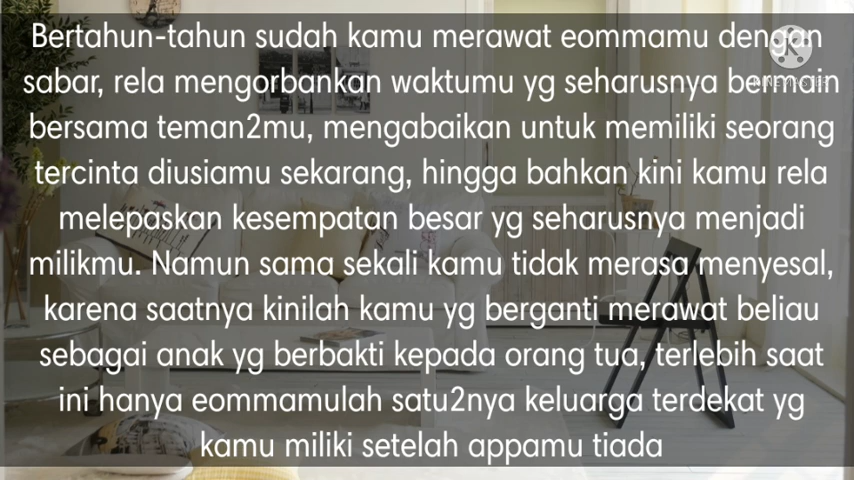 Bertahun-tahun sudah kamu merawat eommamu dengan
sabar, rela mengorbankan waktumu yg seharusnya bermain
bersama teman2mu, mengabaikan untuk memiliki seorang
tercinta diusiamu sekarang, hingga bahkan kini kamu rela
melepaskan kesempatan besar yg seharusnya menjadi
milikmu. Namun sama sekali kamu tidak merasa menyesal,
karena saatnya kinilah kamu yg berganti merawat beliau
sebagai anak yg berbakti kepada orang tua, terlebih saat
ini hanya eommamulah satu2nya keluarga terdekat yg
kamu miliki setelah appamu tiada